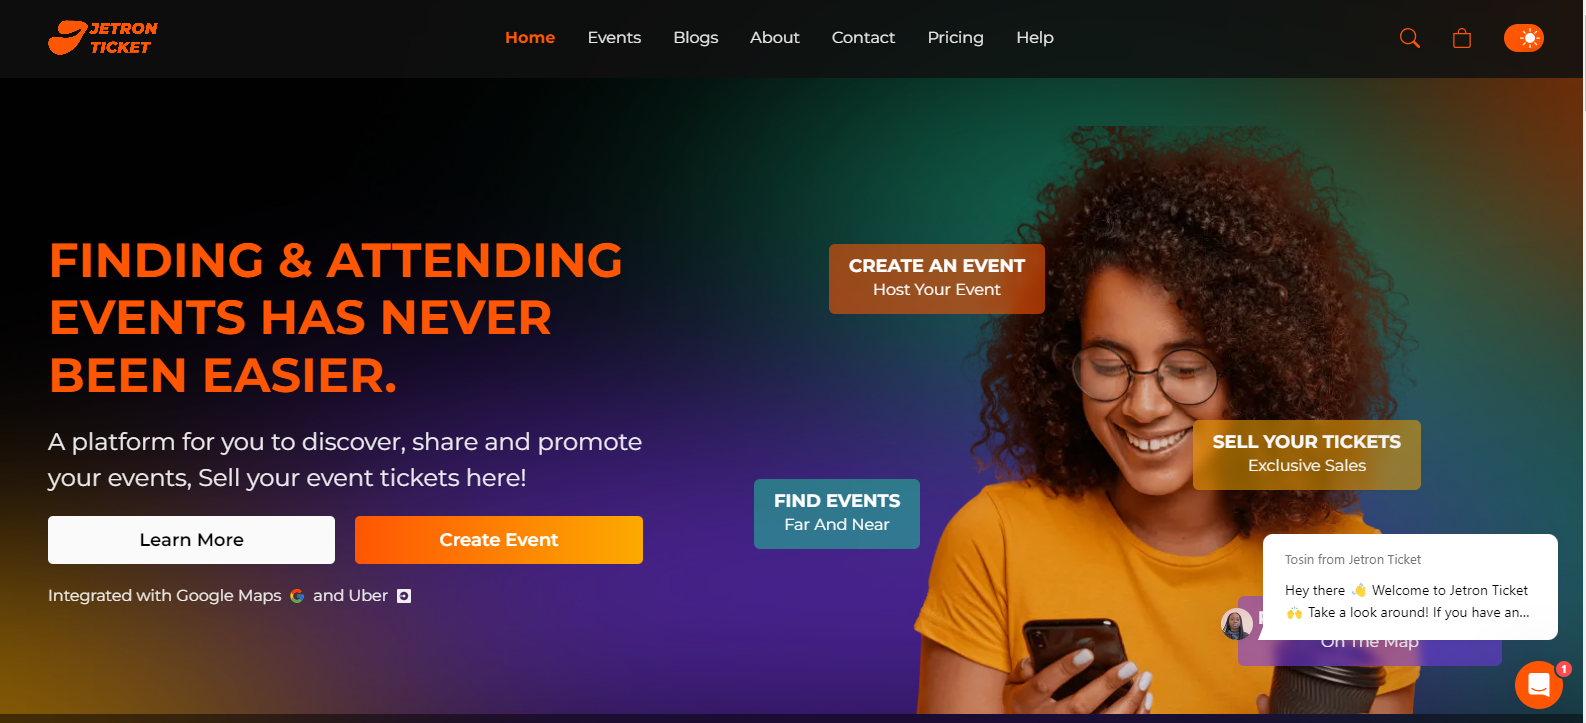 JETRON
TICKET
Home Events Blogs About Contact Pricing Help
FINDING & ATTENDING
EVENTS HAS NEVER
BEEN EASIER.
A platform for you to discover, share and promote
your events, Sell your event tickets here!
Learn More Create Event
Integrated with Google Maps and Uber
CREATE AN EVENT
Host Your Event
SELL YOUR TICKETS
Exclusive Sales
FIND EVENTS
Far And Near
Tosin from Jetron Ticket
Hey there 👋 Welcome to Jetron Ticket
🙌 Take a look around! If you have an...
On The Map
1